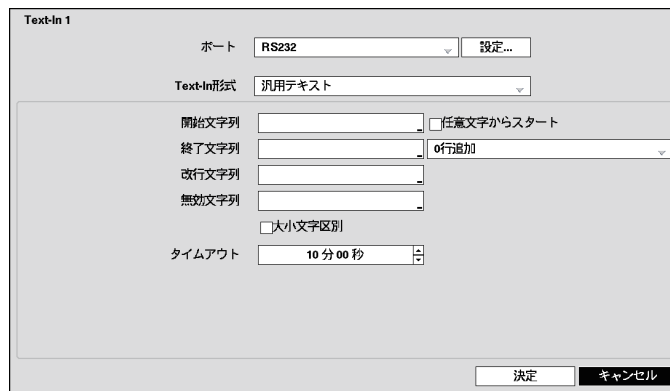 Text-In 1
ポート RS232 設定...
Text-In形式 汎用テキスト
開始文字列 任意文字からスタート
終了文字列 0行追加
改行文字列
無効文字列
大小文字区別
タイムアウト 10 分 00 秒
決定 キャンセル